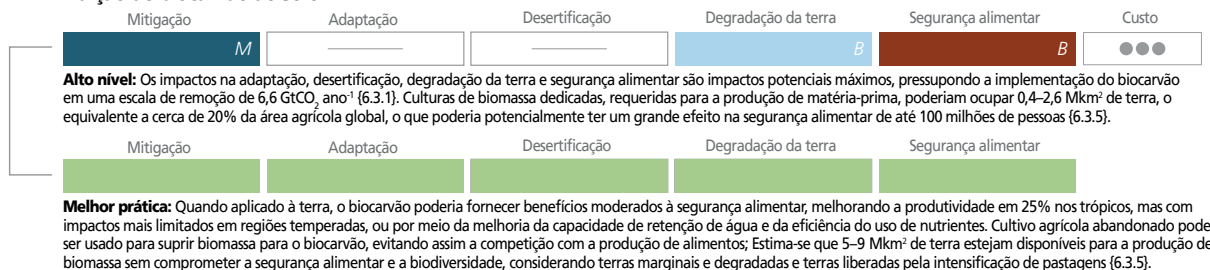 Mitigação Adaptação Desertificação Degradação da terra Segurança alimentar Custo
M B B
Alto nível: Os impactos na adaptação, desertificação, degradação da terra e segurança alimentar são impactos potenciais máximos, pressupondo a implementação do biocarvão
em uma escala de remoção de 6,6 GtCO₂ ano⁻¹ {6.3.1}. Culturas de biomassa dedicadas, requeridas para a produção de matéria-prima, poderiam ocupar 0,4–2,6 Mkm² de terra, o
equivalente a cerca de 20% da área agrícola global, o que poderia potencialmente ter um grande efeito na segurança alimentar de até 100 milhões de pessoas {6.3.5}.
Mitigação Adaptação Desertificação Degradação da terra Segurança alimentar
Melhor prática: Quando aplicado à terra, o biocarvão poderia fornecer benefícios moderados à segurança alimentar, melhorando a produtividade em 25% nos trópicos, mas com
impactos mais limitados em regiões temperadas, ou por meio da melhoria da capacidade de retenção de água e da eficiência do uso de nutrientes. Cultivo agrícola abandonado pode
ser usado para suprir biomassa para o biocarvão, evitando assim a competição com a produção de alimentos; Estima-se que 5–9 Mkm² de terra estejam disponíveis para a produção de
biomassa sem comprometer a segurança alimentar e a biodiversidade, considerando terras marginais e degradadas e terras liberadas pela intensificação de pastagens {6.3.5}.